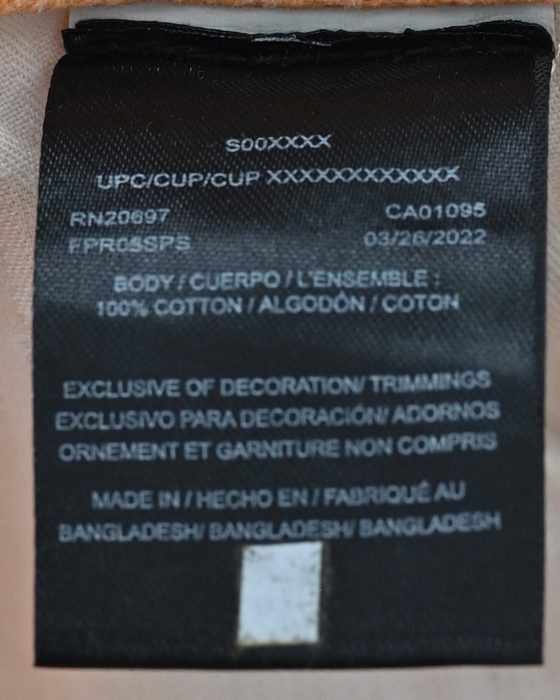 S00XXXX
UPC/CUP/CUP XXXXXXXXXXXX
RN20697 CA01095
FPR05SPS 03/26/2022
BODY / CUERPO / L'ENSEMBLE :
100% COTTON / ALGODÓN / COTON
EXCLUSIVE OF DECORATION/ TRIMMINGS
EXCLUSIVO PARA DECORACIÓN/ ADORNOS
ORNEMENT ET GARNITURE NON COMPRIS
MADE IN / HECHO EN / FABRIQUÉ AU
BANGLADESH/ BANGLADESH/ BANGLADESH